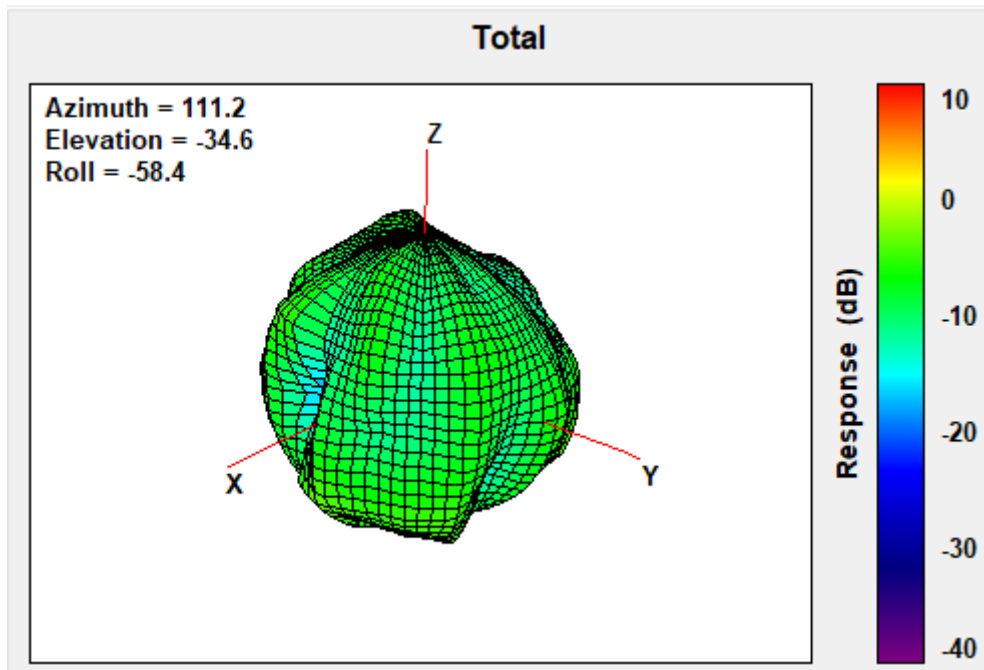 Total
Azimuth = 111.2
Elevation = -34.6
Roll = -58.4
Z
X
Y
10
0
-10
-20
-30
-40
Response (dB)